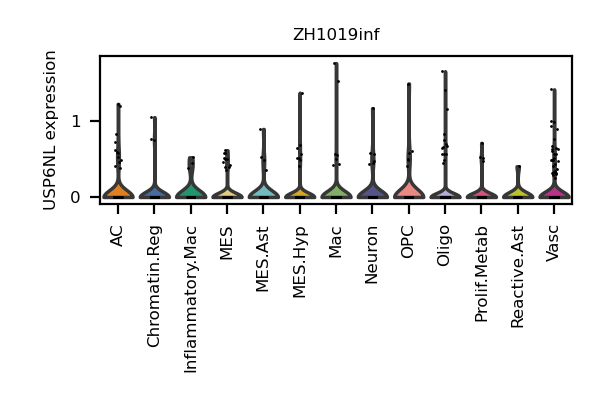 ZH1019inf
USP6NL expression
1
0
AC
Chromatin.Reg
Inflammatory.Mac
MES
MES.Ast
MES.Hyp
Mac
Neuron
OPC
Oligo
Prolif.Metab
Reactive.Ast
Vasc